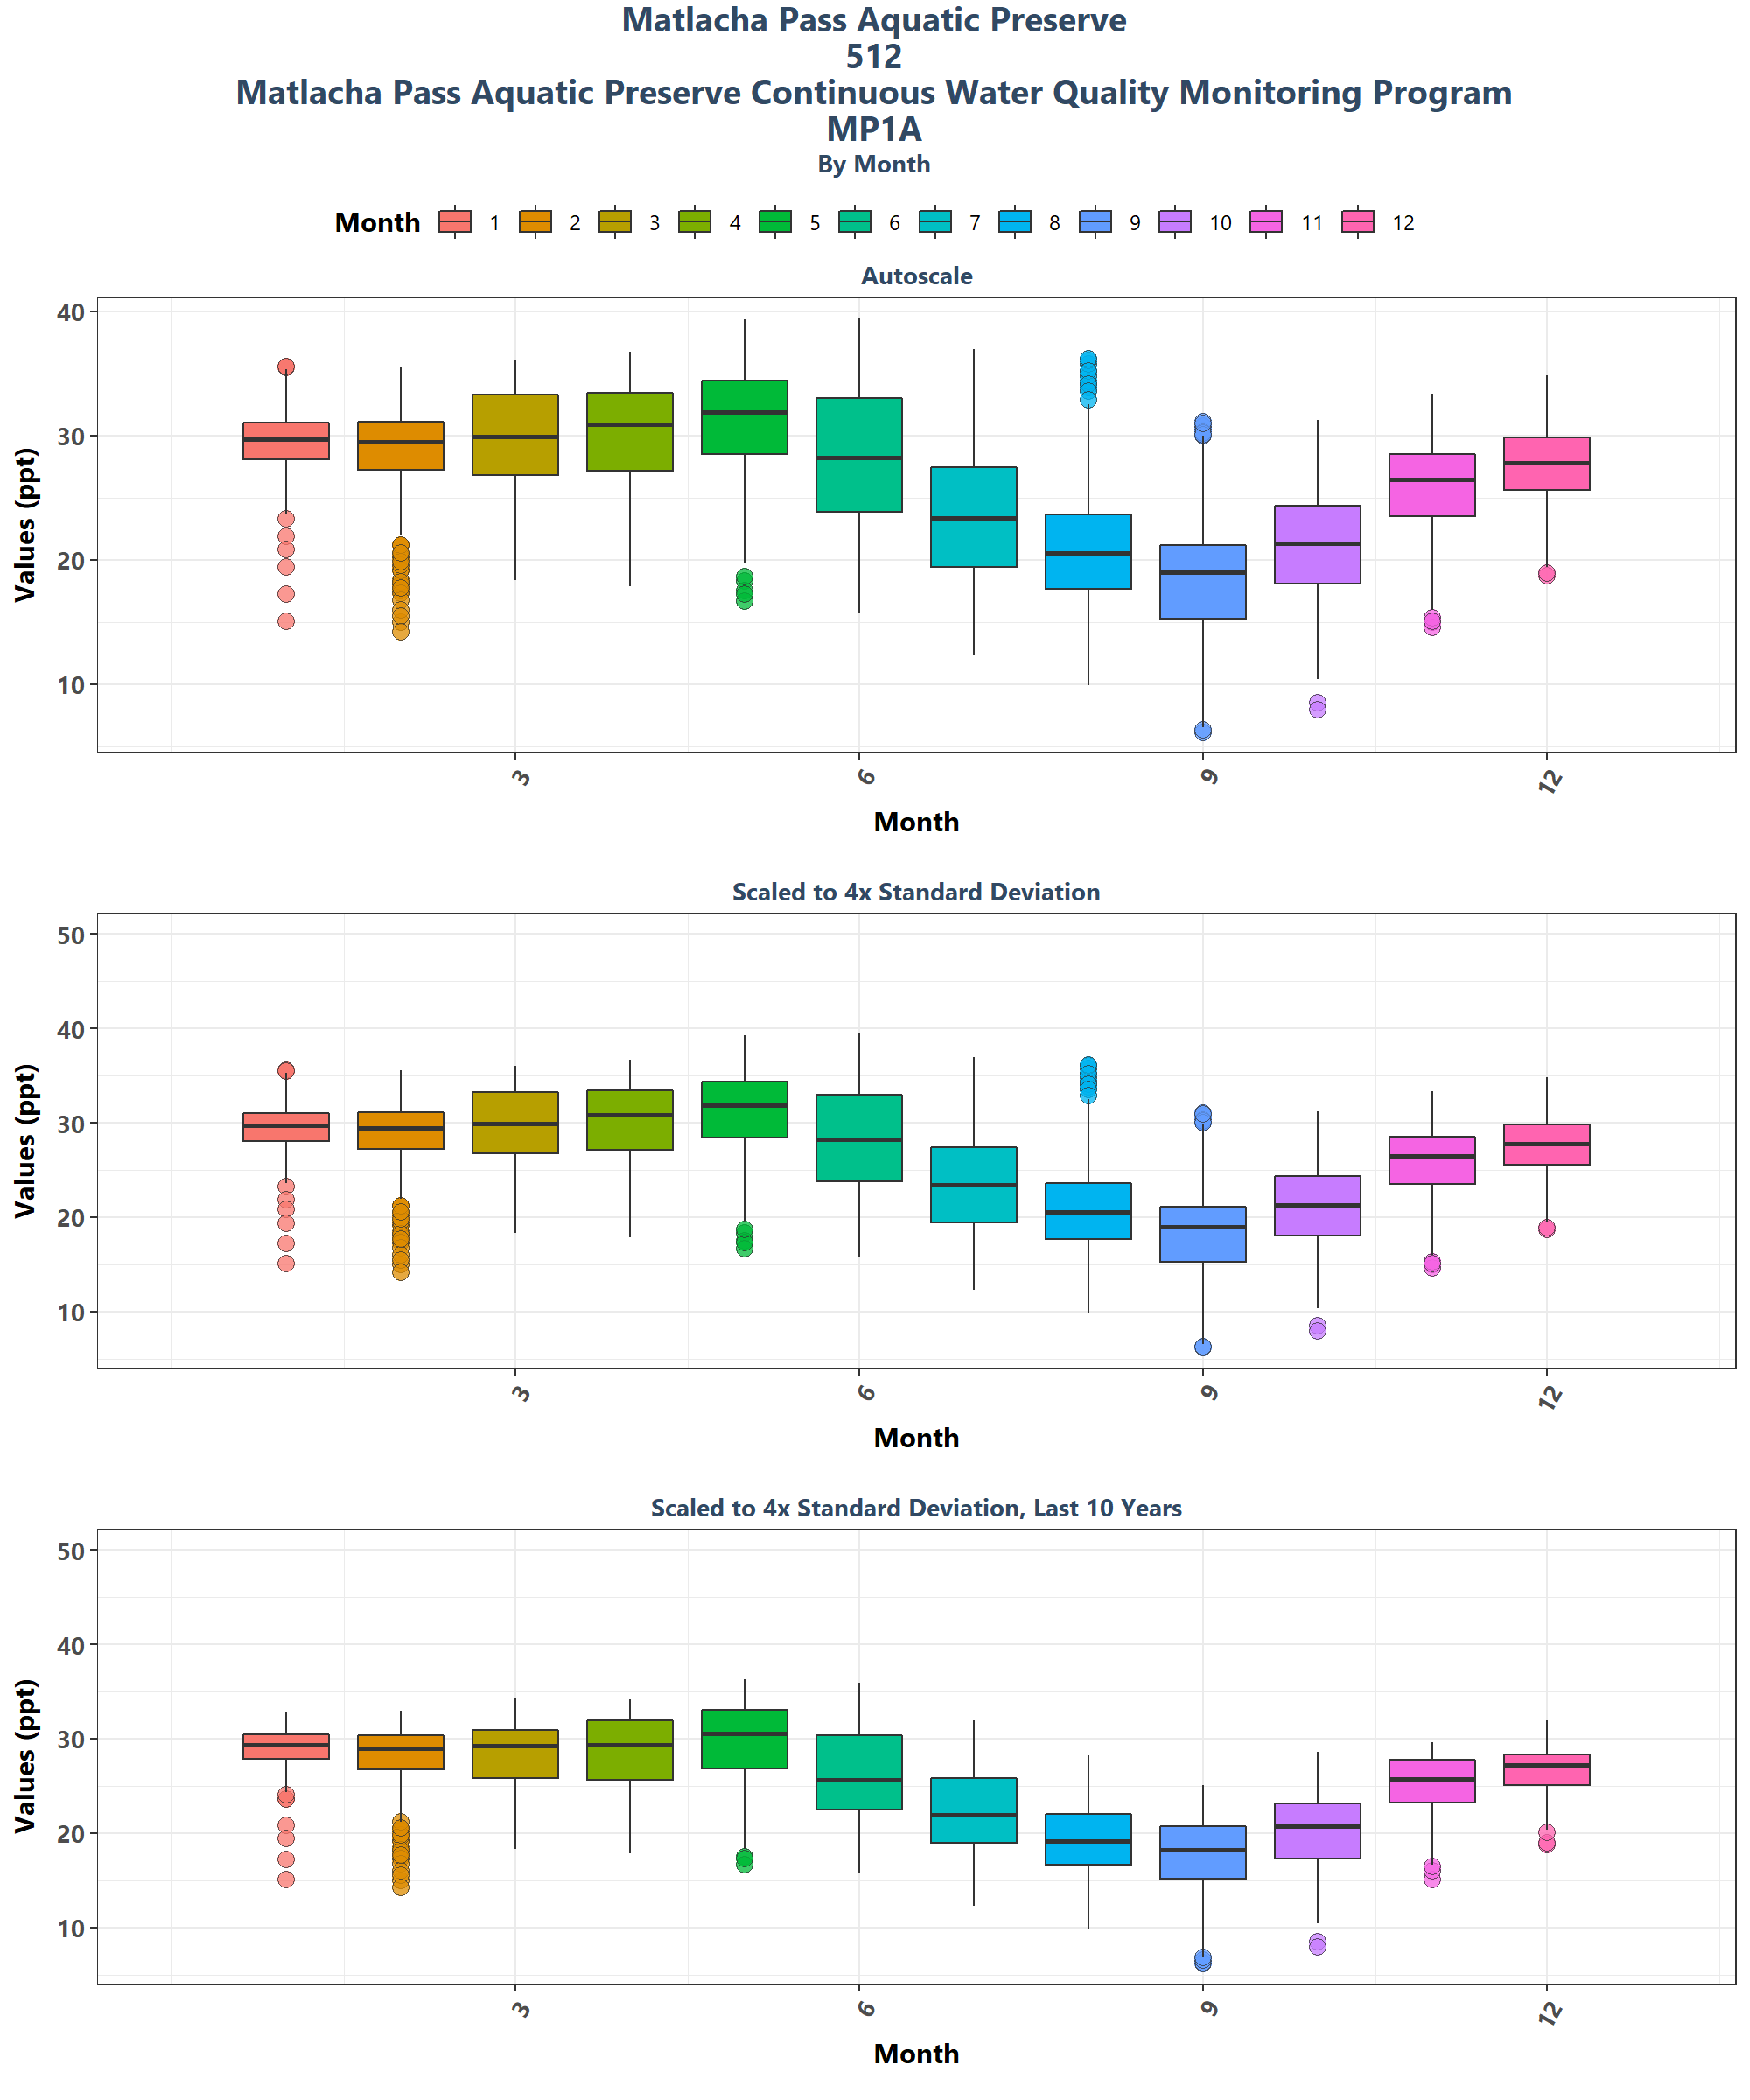 Matlacha Pass Aquatic Preserve
512
Matlacha Pass Aquatic Preserve Continuous Water Quality Monitoring Program
MP1A
By Month
Month 1 2 3 4 5 6 7 8 9 10 11 12
Autoscale
Values (ppt)
40
30
20
10
3 6 9 12
Month
Scaled to 4x Standard Deviation
Values (ppt)
50
40
30
20
10
3 6 9 12
Month
Scaled to 4x Standard Deviation, Last 10 Years
Values (ppt)
50
40
30
20
10
3 6 9 12
Month